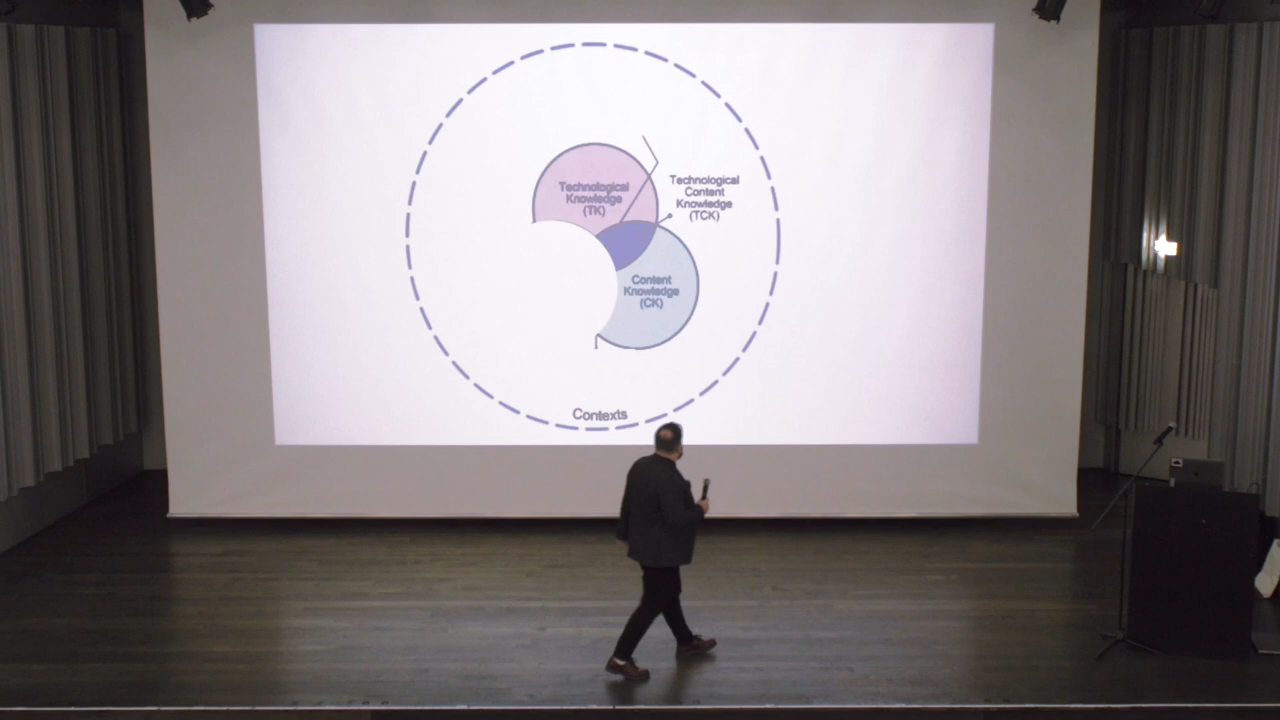 Technological
Knowledge
(TK)
Technological
Content
Knowledge
(TCK)
Content
Knowledge
(CK)
Contexts